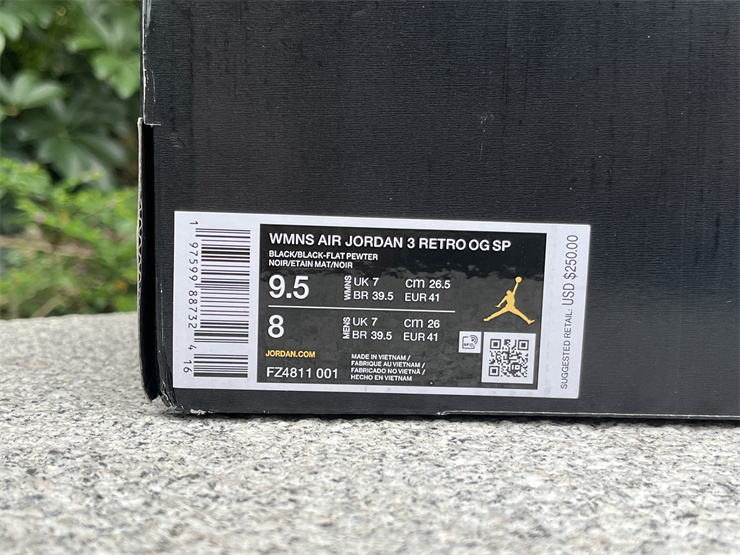 WMNS AIR JORDAN 3 RETRO OG SP
BLACK/BLACK-FLAT PEWTER
NOIR/ETAIN MAT/NOIR
9.5 WMNS UK 7 cm 26.5
BR 39.5 EUR 41
8 MENS UK 7 cm 26
BR 39.5 EUR 41
JORDAN.COM
FZ4811 001
MADE IN VIETNAM /
FABRIQUE AU VIETNAM /
FABRICADO NO VIETNÃ /
HECHO EN VIETNAM
RFID
1 97599 88732 4 16
SUGGESTED RETAIL: USD $250.00